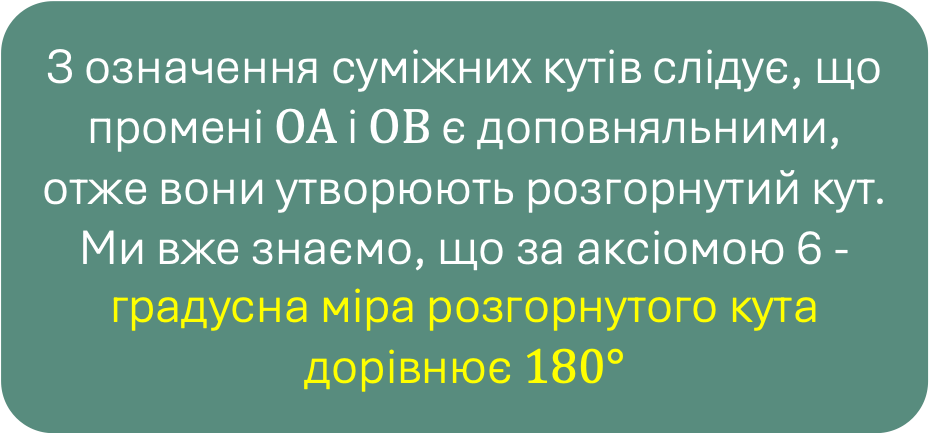 З означення суміжних кутів слідує, що
промені OA і OB є доповняльними,
отже вони утворюють розгорнутий кут.
Ми вже знаємо, що за аксіомою 6 -
градусна міра розгорнутого кута
дорівнює 180°